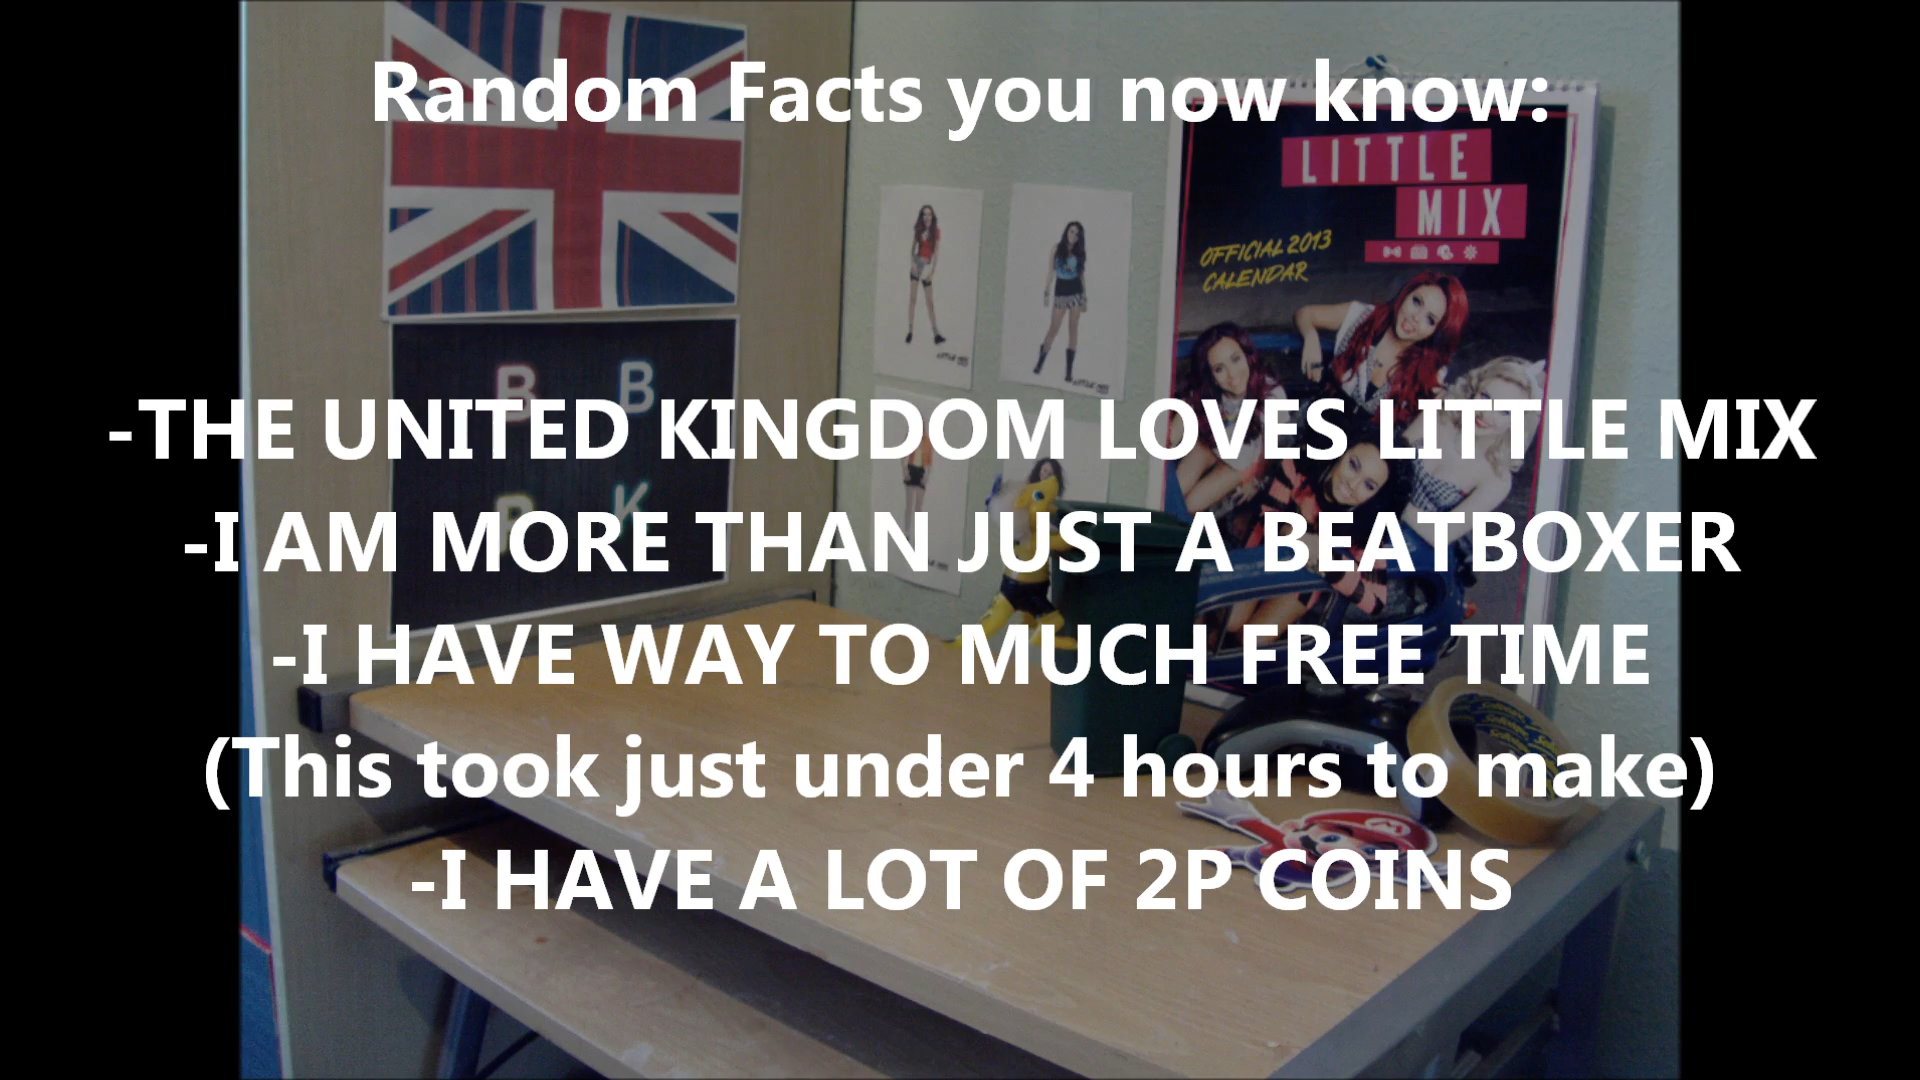 Random Facts you now know:
LITTLE
MIX
OFFICIAL 2013
CALENDAR
B B
-THE UNITED KINGDOM LOVES LITTLE MIX
B K
-I AM MORE THAN JUST A BEATBOXER
-I HAVE WAY TO MUCH FREE TIME
(This took just under 4 hours to make)
-I HAVE A LOT OF 2P COINS